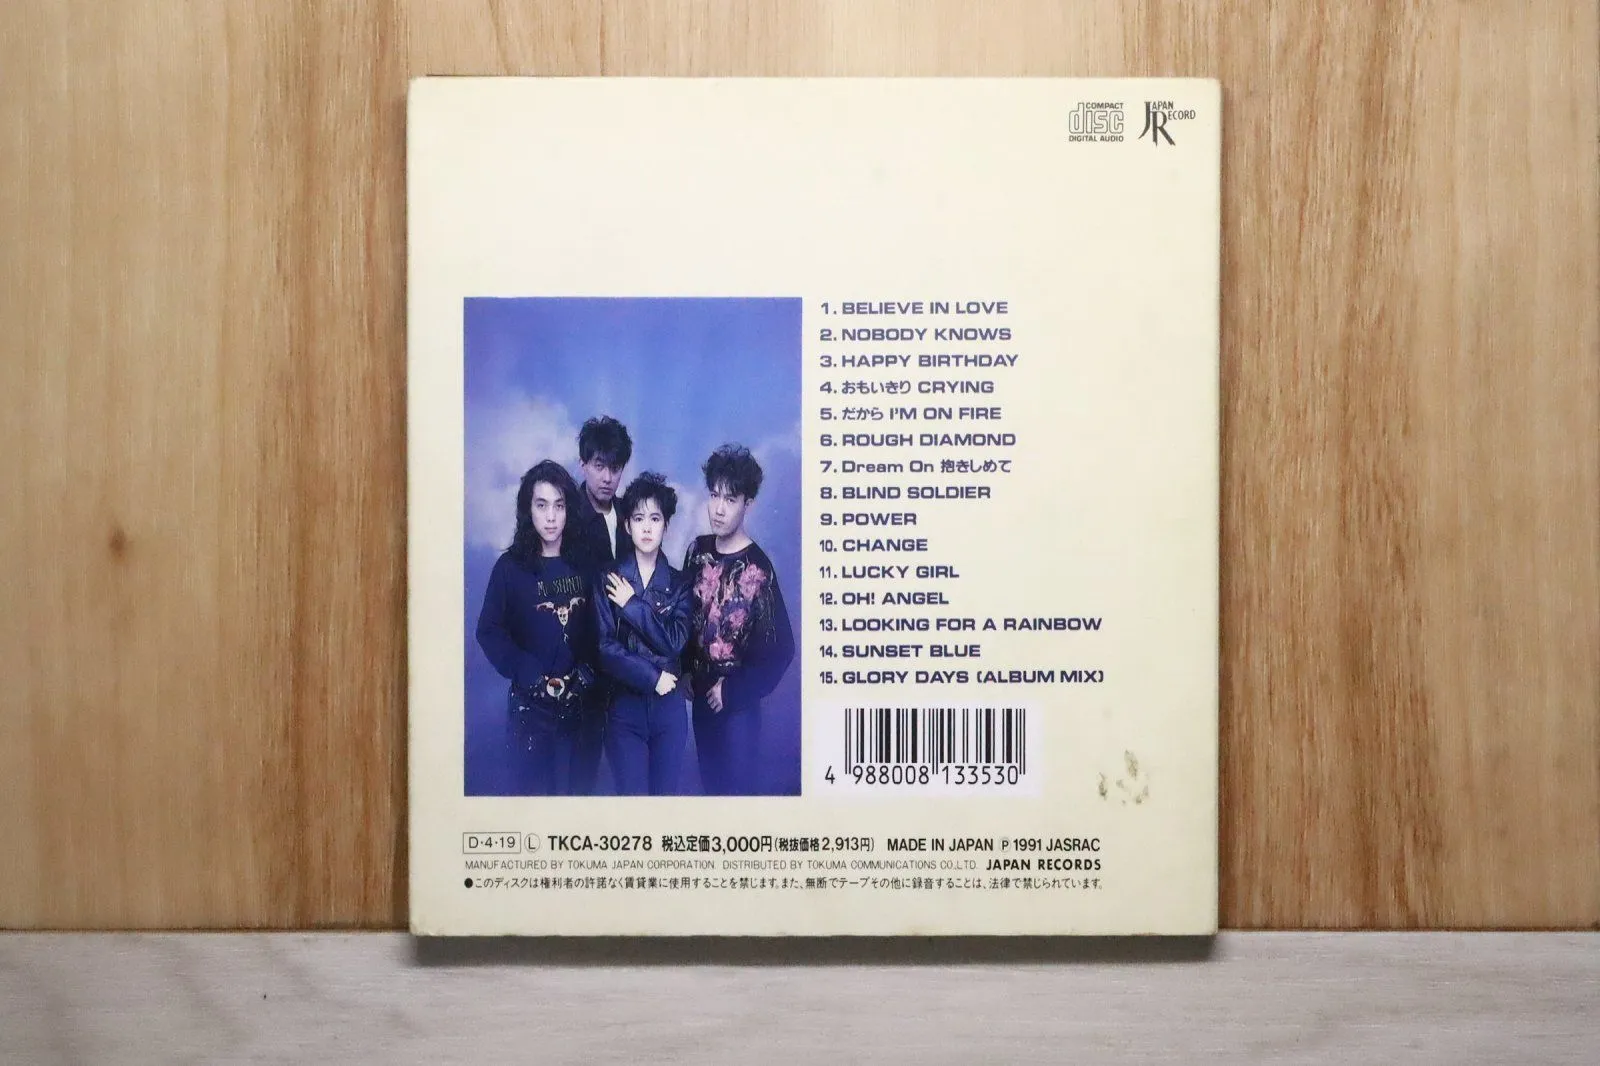 COMPACT
disc
DIGITAL AUDIO
JAPAN
RECORD
1. BELIEVE IN LOVE
2. NOBODY KNOWS
3. HAPPY BIRTHDAY
4. おもいきり CRYING
5. だから I'M ON FIRE
6. ROUGH DIAMOND
7. Dream On 抱きしめて
8. BLIND SOLDIER
9. POWER
10. CHANGE
11. LUCKY GIRL
12. OH! ANGEL
13. LOOKING FOR A RAINBOW
14. SUNSET BLUE
15. GLORY DAYS (ALBUM MIX)
4 988008 133530
D・4・19 Ⓛ TKCA-30278 税込定価3,000円(税抜価格2,913円) MADE IN JAPAN Ⓟ 1991 JASRAC
MANUFACTURED BY TOKUMA JAPAN CORPORATION. DISTRIBUTED BY TOKUMA COMMUNICATIONS CO.,LTD. JAPAN RECORDS
●このディスクは権利者の許諾なく賃貸業に使用することを禁じます。また、無断でテープその他に録音することは、法律で禁じられています。